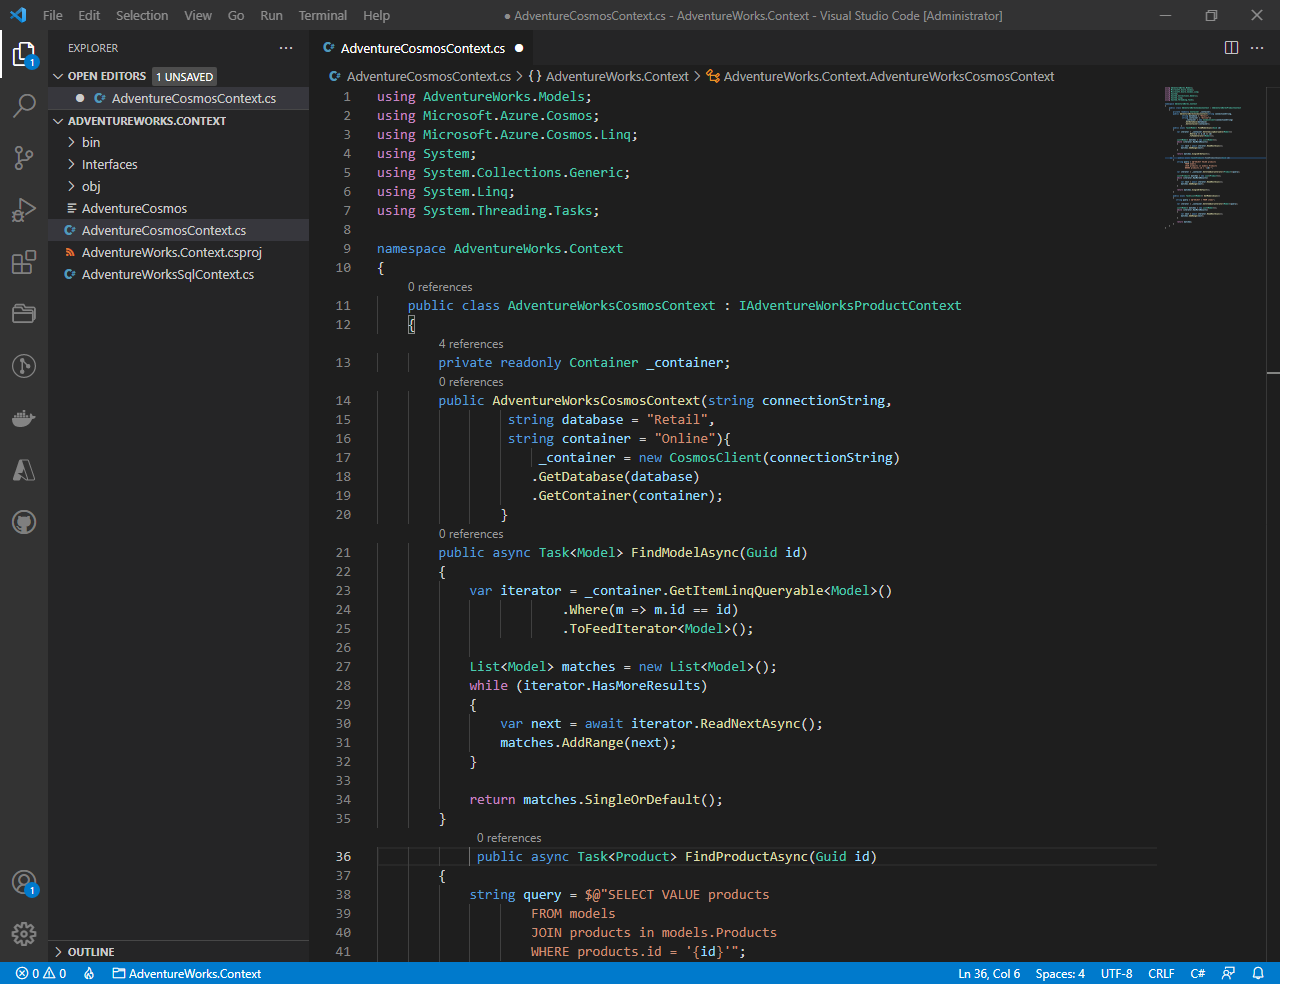 File Edit Selection View Go Run Terminal Help
● AdventureCosmosContext.cs - AdventureWorks.Context - Visual Studio Code [Administrator]
EXPLORER
OPEN EDITORS 1 UNSAVED
AdventureCosmosContext.cs
ADVENTUREWORKS.CONTEXT
bin
Interfaces
obj
AdventureCosmos
AdventureCosmosContext.cs
AdventureWorks.Context.csproj
AdventureWorksSqlContext.cs
OUTLINE
1
1
AdventureCosmosContext.cs
AdventureCosmosContext.cs > {} AdventureWorks.Context > AdventureWorks.Context.AdventureWorksCosmosContext
1 using AdventureWorks.Models;
2 using Microsoft.Azure.Cosmos;
3 using Microsoft.Azure.Cosmos.Linq;
4 using System;
5 using System.Collections.Generic;
6 using System.Linq;
7 using System.Threading.Tasks;
8
9 namespace AdventureWorks.Context
10 {
0 references
11 public class AdventureWorksCosmosContext : IAdventureWorksProductContext
12 {
4 references
13 private readonly Container _container;
0 references
14 public AdventureWorksCosmosContext(string connectionString,
15 string database = "Retail",
16 string container = "Online"){
17 _container = new CosmosClient(connectionString)
18 .GetDatabase(database)
19 .GetContainer(container);
20 }
0 references
21 public async Task<Model> FindModelAsync(Guid id)
22 {
23 var iterator = _container.GetItemLinqQueryable<Model>()
24 .Where(m => m.id == id)
25 .ToFeedIterator<Model>();
26
27 List<Model> matches = new List<Model>();
28 while (iterator.HasMoreResults)
29 {
30 var next = await iterator.ReadNextAsync();
31 matches.AddRange(next);
32 }
33
34 return matches.SingleOrDefault();
35 }
0 references
36 public async Task<Product> FindProductAsync(Guid id)
37 {
38 string query = $@"SELECT VALUE products
39 FROM models
40 JOIN products in models.Products
41 WHERE products.id = '{id}'";
0 0 AdventureWorks.Context Ln 36, Col 6 Spaces: 4 UTF-8 CRLF C#